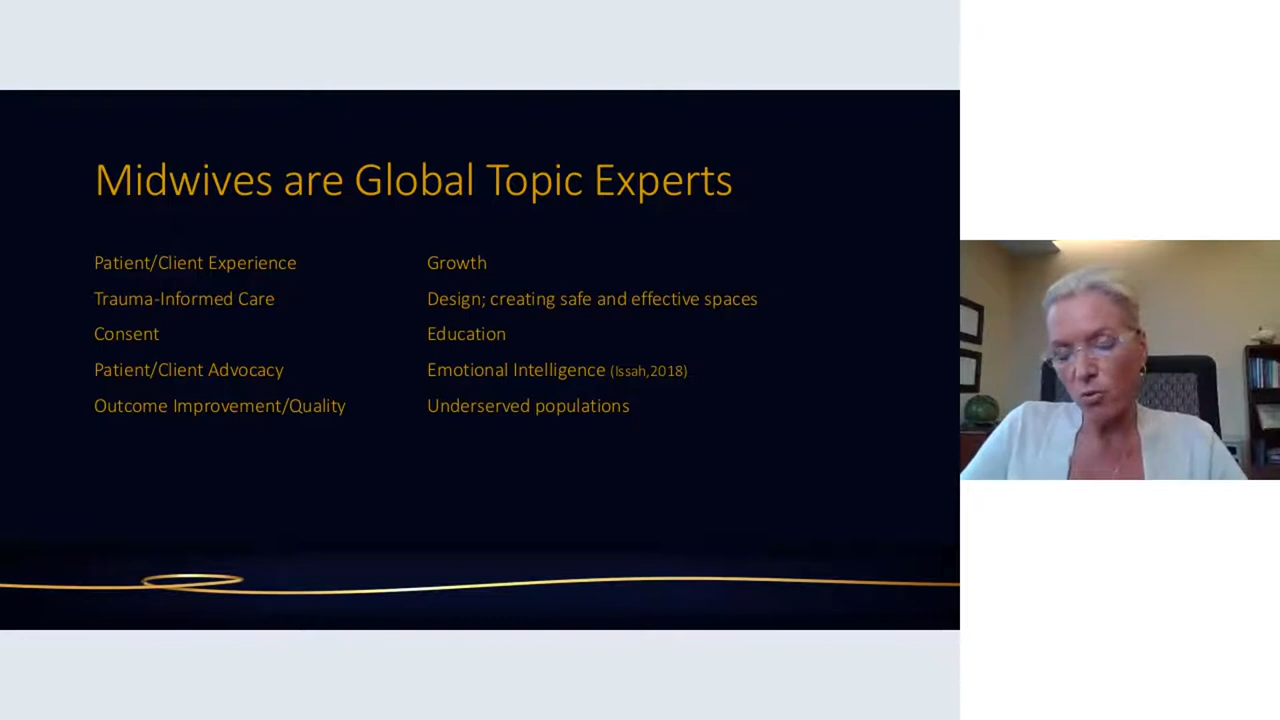 Midwives are Global Topic Experts
Patient/Client Experience
Trauma-Informed Care
Consent
Patient/Client Advocacy
Outcome Improvement/Quality
Growth
Design; creating safe and effective spaces
Education
Emotional Intelligence (Issah,2018)
Underserved populations